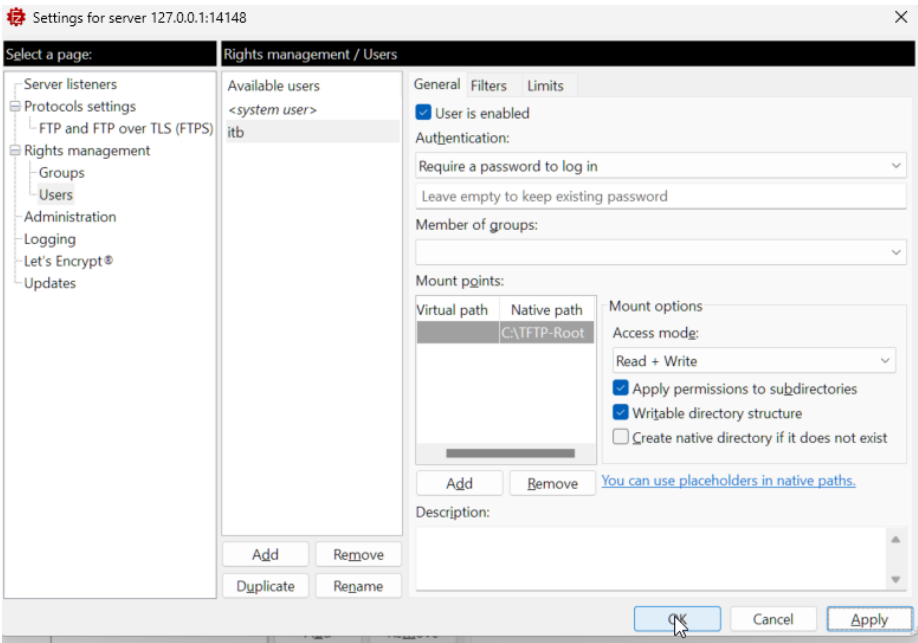 Settings for server 127.0.0.1:14148
Select a page:
Server listeners
Protocols settings
FTP and FTP over TLS (FTPS)
Rights management
Groups
Users
Administration
Logging
Let's Encrypt®
Updates
Rights management / Users
Available users
<system user>
itb
Add Remove
Duplicate Rename
General Filters Limits
User is enabled
Authentication:
Require a password to log in
Leave empty to keep existing password
Member of groups:
Mount points:
Virtual path Native path
C:\TFTP-Root
Add Remove
Mount options
Access mode:
Read + Write
Apply permissions to subdirectories
Writable directory structure
Create native directory if it does not exist
You can use placeholders in native paths.
Description:
OK Cancel Apply